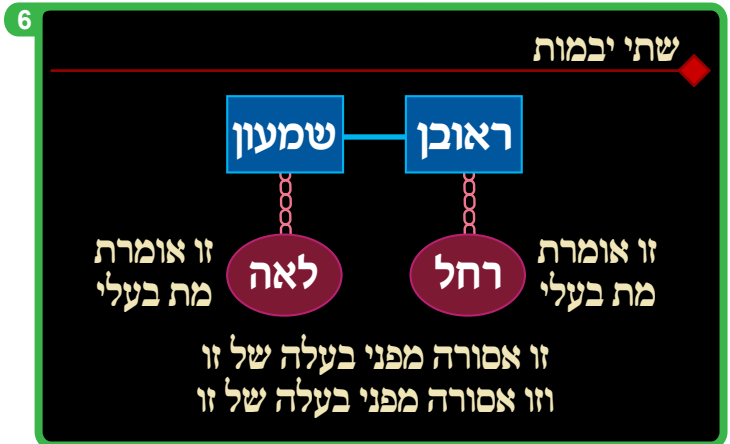 6
שתי יבמות
ראובן
שמעון
רחל
לאה
זו אומרת
מת בעלי
זו אומרת
מת בעלי
זו אסורה מפני בעלה של זו
וזו אסורה מפני בעלה של זו